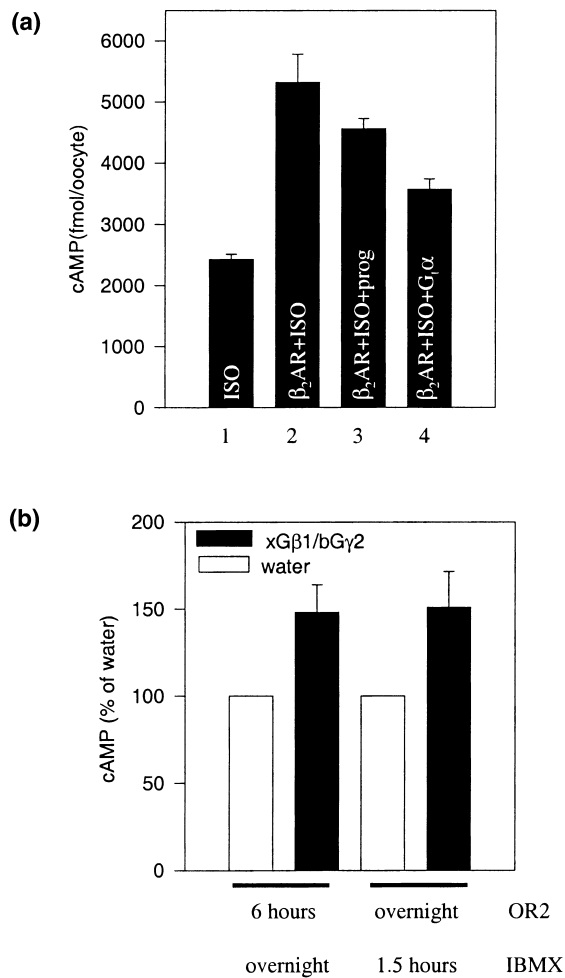 (a)
6000
5000
4000
3000
2000
1000
0
cAMP(fmol/oocyte)
ISO
β₂AR+ISO
β₂AR+ISO+prog
β₂AR+ISO+Gₜα
1 2 3 4
(b)
200
150
100
50
0
cAMP (% of water)
xGβ1/bGγ2
water
6 hours overnight OR2
overnight 1.5 hours IBMX